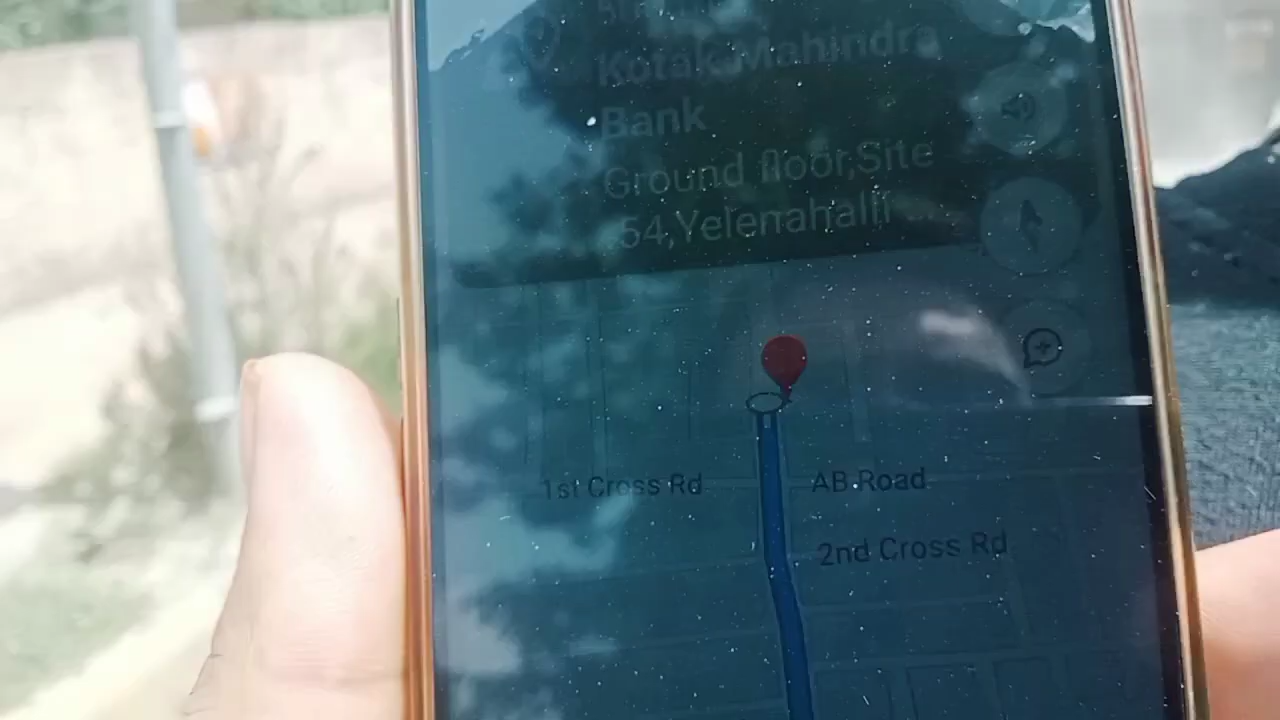 Kotak Mahindra
Bank
Ground floor,Site
54,Yelenahalli
1st Cross Rd
AB Road
2nd Cross Rd